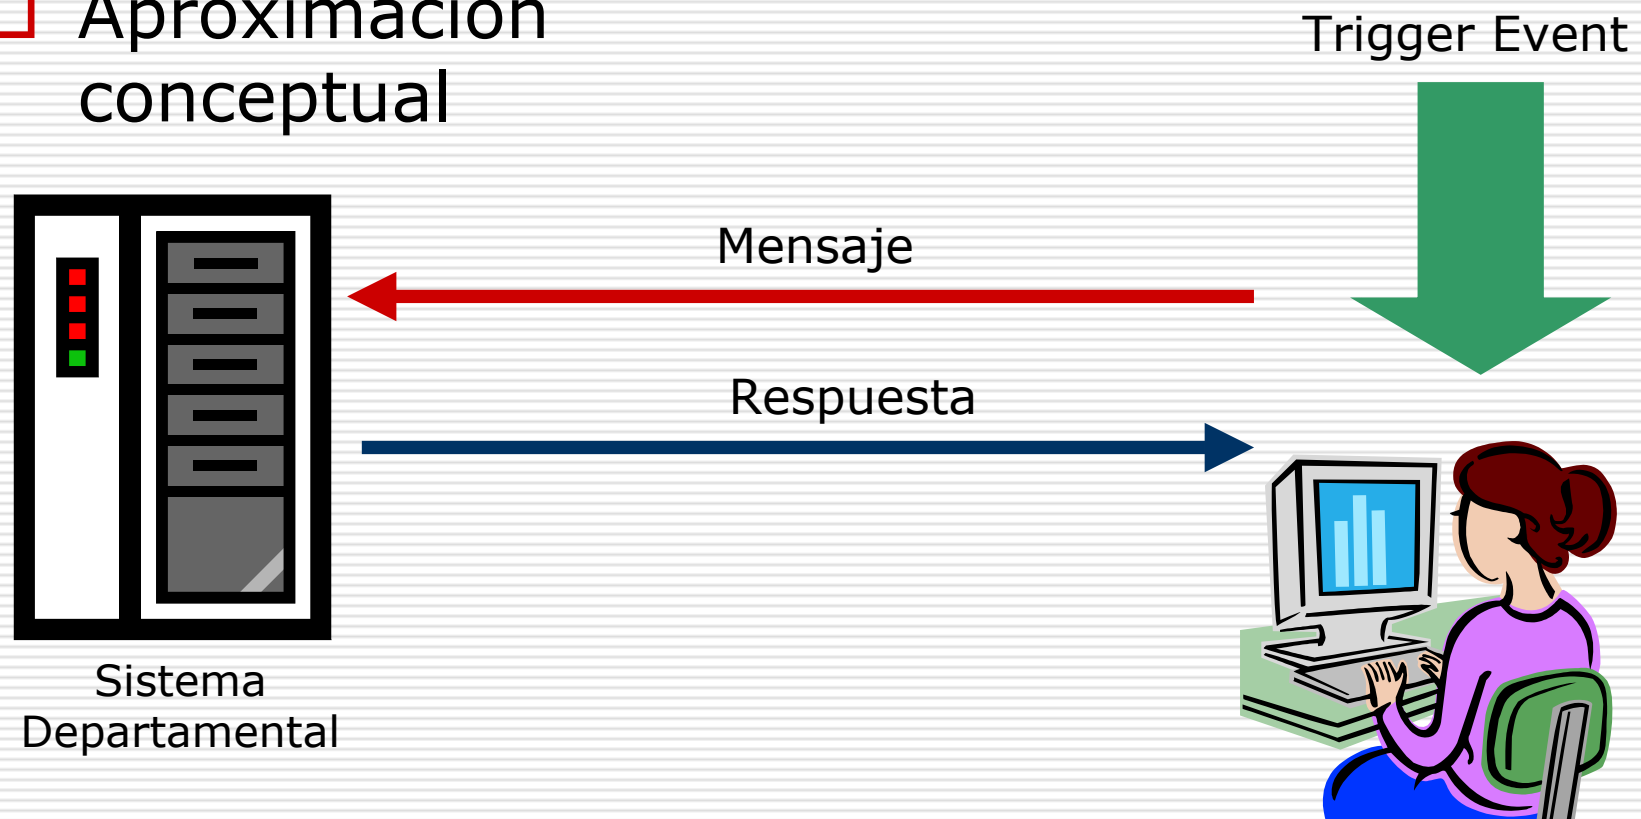 Aproximación
conceptual
Trigger Event
Mensaje
Respuesta
Sistema
Departamental